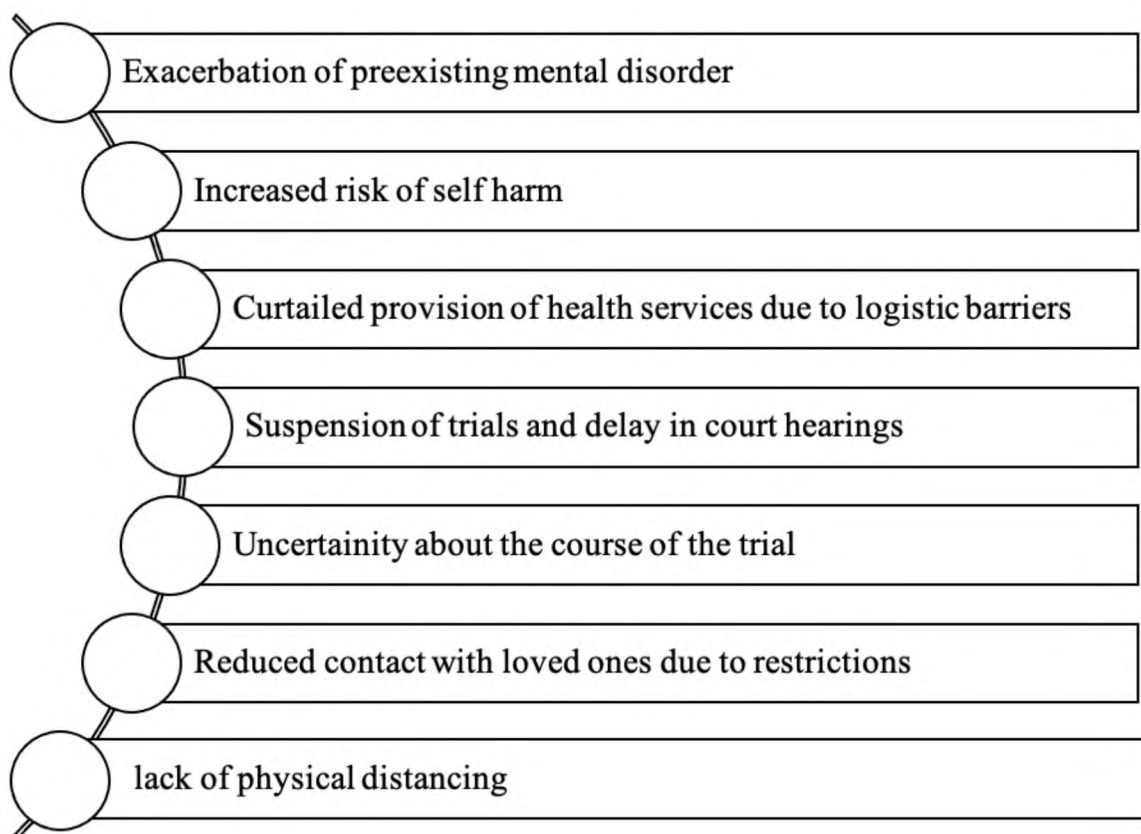 Exacerbation of preexisting mental disorder
Increased risk of self harm
Curtailed provision of health services due to logistic barriers
Suspension of trials and delay in court hearings
Uncertainity about the course of the trial
Reduced contact with loved ones due to restrictions
lack of physical distancing